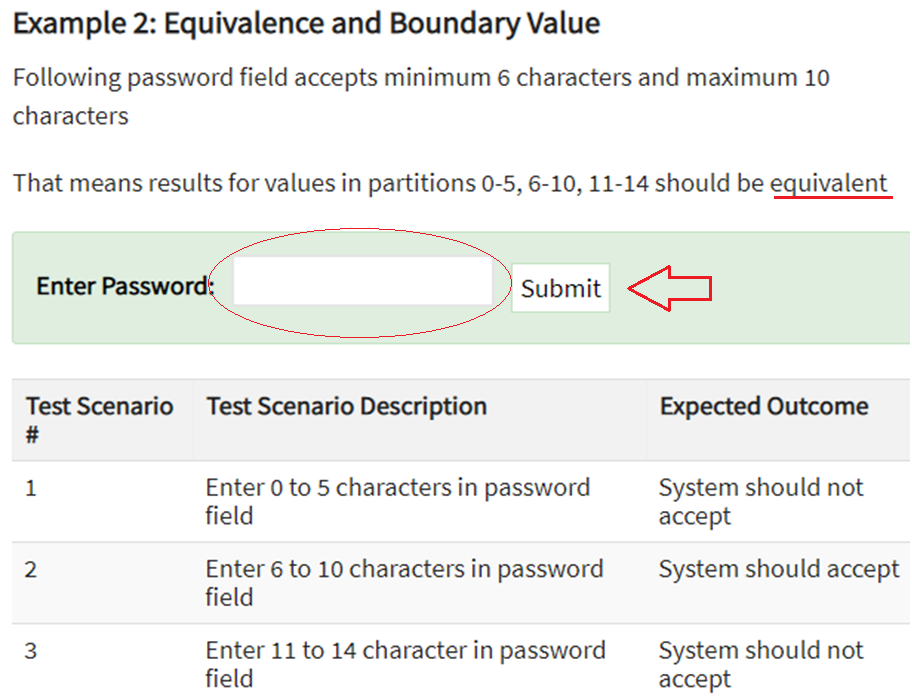 Example 2: Equivalence and Boundary Value
Following password field accepts minimum 6 characters and maximum 10
characters
That means results for values in partitions 0-5, 6-10, 11-14 should be equivalent
Enter Password:
Submit
Test Scenario
#
Test Scenario Description
Expected Outcome
1
Enter 0 to 5 characters in password
field
System should not
accept
2
Enter 6 to 10 characters in password
field
System should accept
3
Enter 11 to 14 character in password
field
System should not
accept